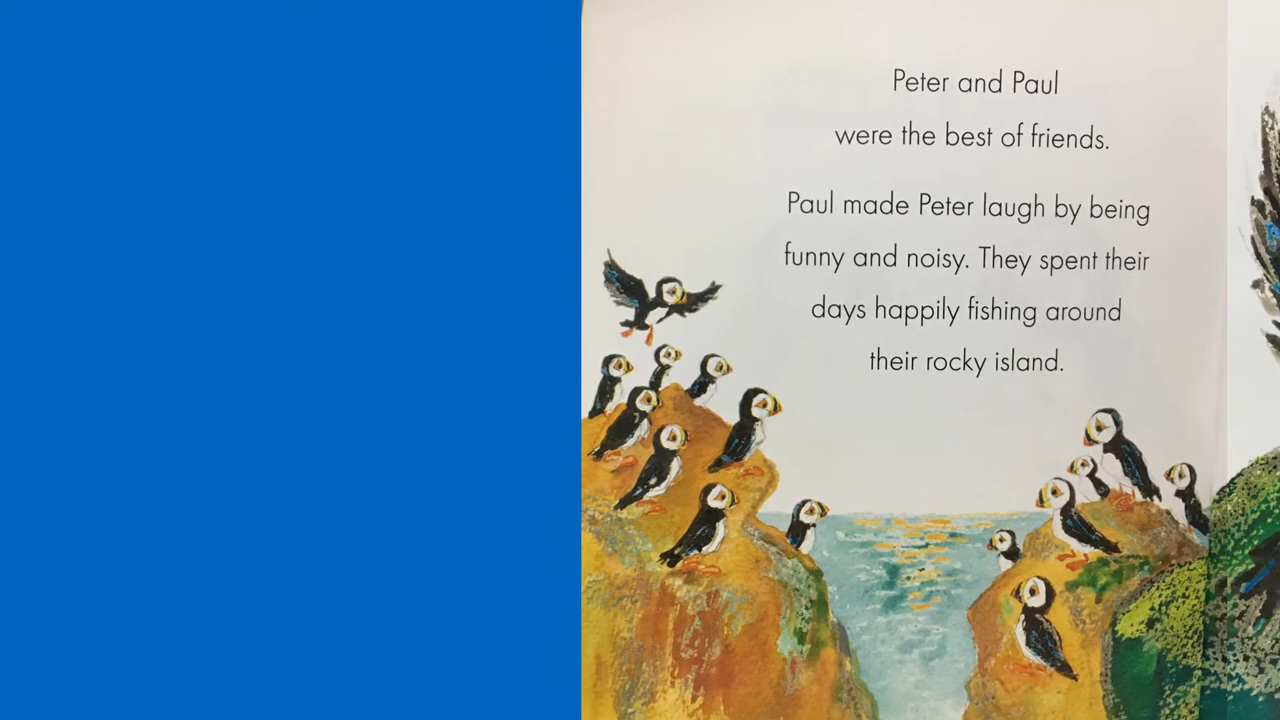 Peter and Paul
were the best of friends.
Paul made Peter laugh by being
funny and noisy. They spent their
days happily fishing around
their rocky island.